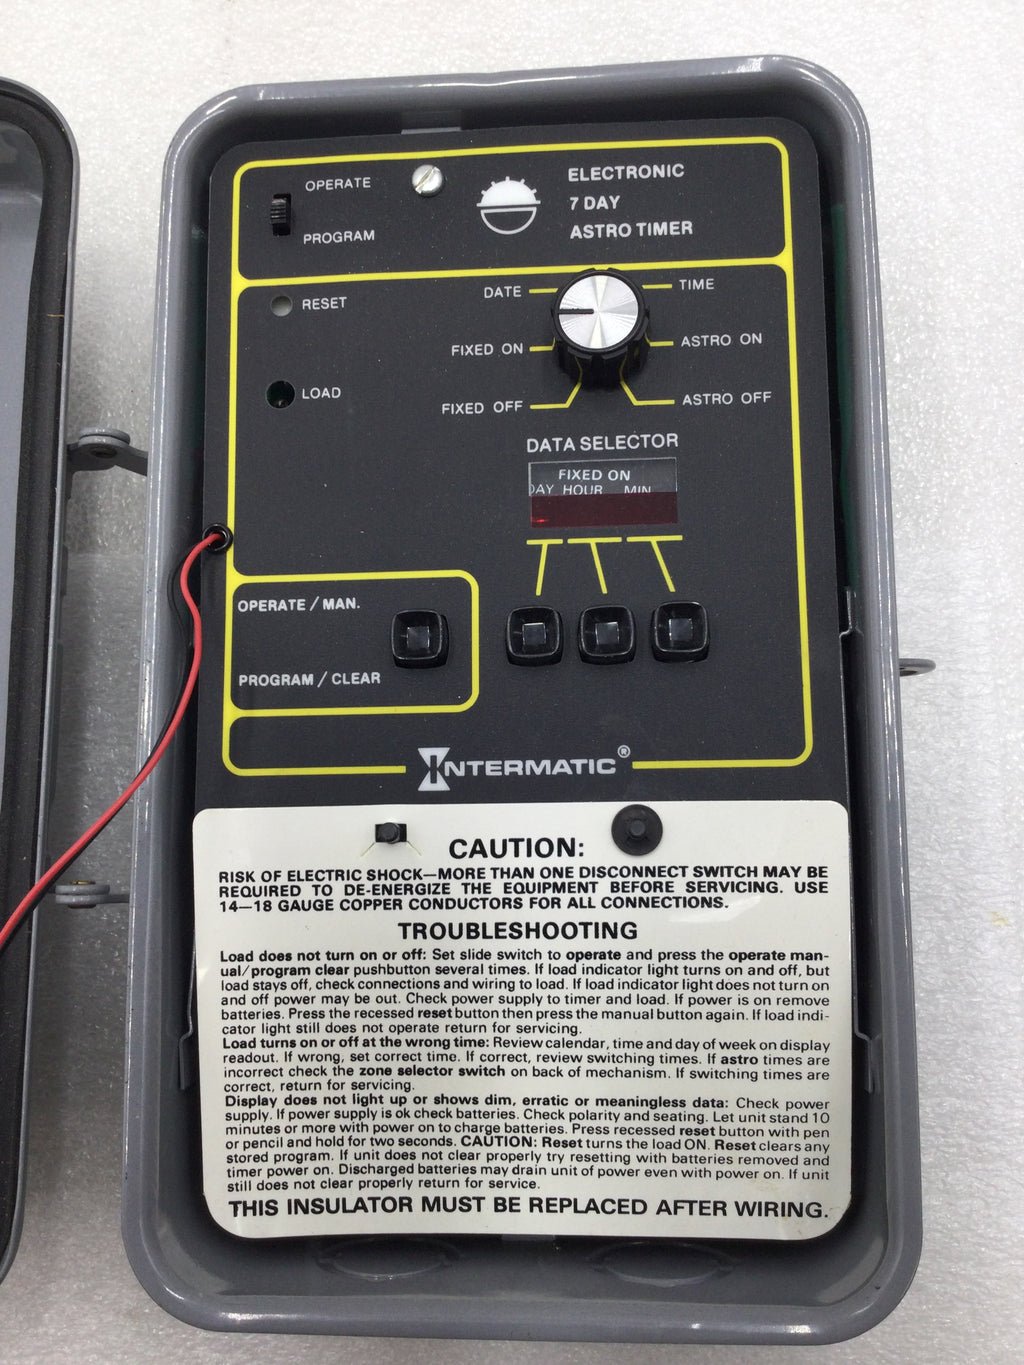 OPERATE
PROGRAM
ELECTRONIC
7 DAY
ASTRO TIMER
RESET
LOAD
DATE
TIME
FIXED ON
ASTRO ON
FIXED OFF
ASTRO OFF
DATA SELECTOR
FIXED ON
DAY HOUR MIN
OPERATE / MAN.
PROGRAM / CLEAR
INTERMATIC®
CAUTION:
RISK OF ELECTRIC SHOCK—MORE THAN ONE DISCONNECT SWITCH MAY BE
REQUIRED TO DE-ENERGIZE THE EQUIPMENT BEFORE SERVICING. USE
14—18 GAUGE COPPER CONDUCTORS FOR ALL CONNECTIONS.
TROUBLESHOOTING
Load does not turn on or off: Set slide switch to operate and press the operate man-
ual/program clear pushbutton several times. If load indicator light turns on and off, but
load stays off, check connections and wiring to load. If load indicator light does not turn on
and off power may be out. Check power supply to timer and load. If power is on remove
batteries. Press the recessed reset button then press the manual button again. If load indi-
cator light still does not operate return for servicing.
Load turns on or off at the wrong time: Review calendar, time and day of week on display
readout. If wrong, set correct time. If correct, review switching times. If astro times are
incorrect check the zone selector switch on back of mechanism. If switching times are
correct, return for servicing.
Display does not light up or shows dim, erratic or meaningless data: Check power
supply. If power supply is ok check batteries. Check polarity and seating. Let unit stand 10
minutes or more with power on to charge batteries. Press recessed reset button with pen
or pencil and hold for two seconds. CAUTION: Reset turns the load ON. Reset clears any
stored program. If unit does not clear properly try resetting with batteries removed and
timer power on. Discharged batteries may drain unit of power even with power on. If unit
still does not clear properly return for service.
THIS INSULATOR MUST BE REPLACED AFTER WIRING.